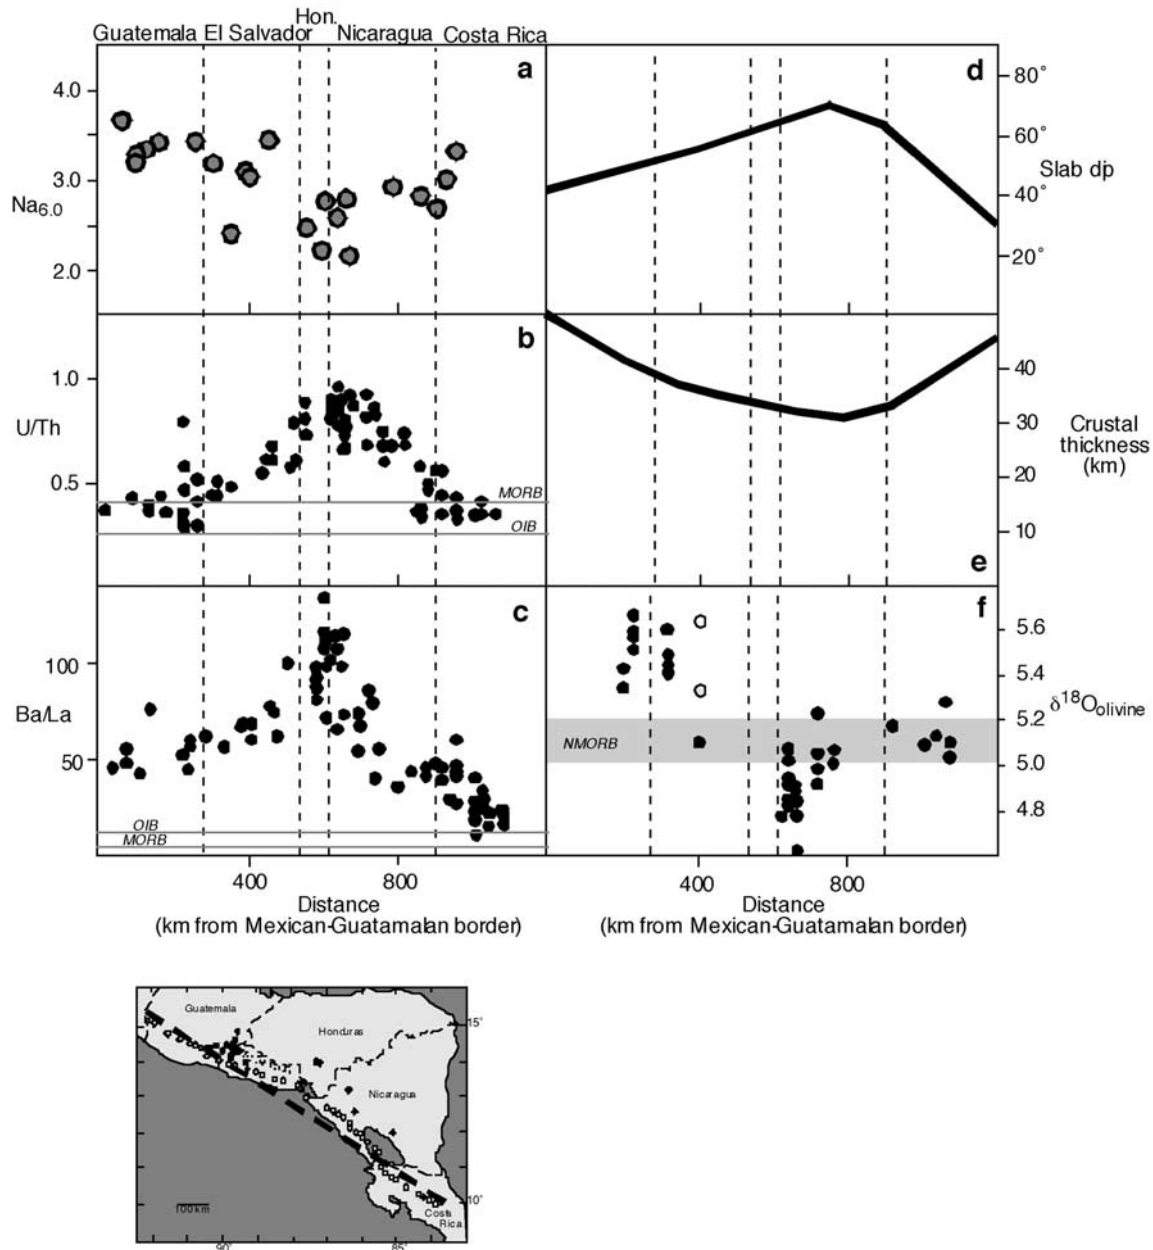 Hon.
Guatemala El Salvador Nicaragua Costa Rica
a
4.0
3.0
Na6.0
2.0
d
80°
60°
Slab dip
40°
20°
b
1.0
U/Th
0.5
MORB
OIB
40
30
Crustal
thickness
(km)
20
10
e
c
100
Ba/La
50
OIB
MORB
400 800
Distance
(km from Mexican-Guatamalan border)
f
5.6
5.4
δ18Oolivine
5.2
NMORB
5.0
4.8
400 800
Distance
(km from Mexican-Guatamalan border)
Guatemala
15°
Honduras
Nicaragua
100 km
10°
Costa
Rica
90°
85°